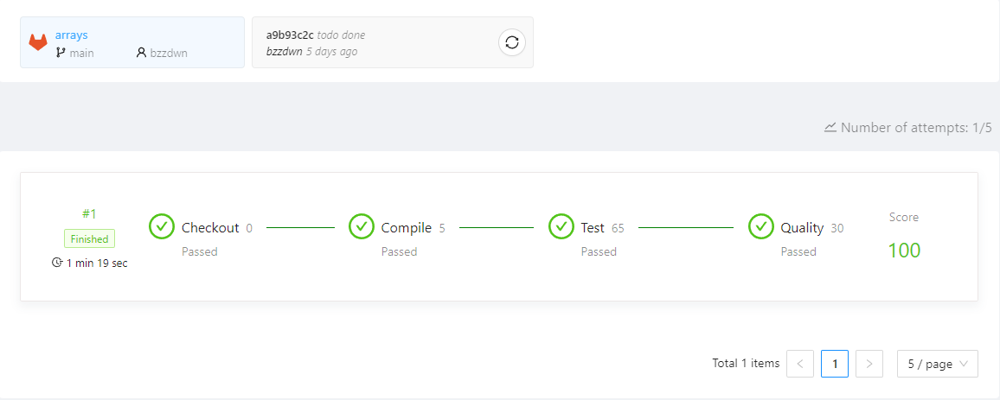 arrays
main bzzdwn
a9b93c2c todo done
bzzdwn 5 days ago
Number of attempts: 1/5
#1
Finished
1 min 19 sec
Checkout 0
Passed
Compile 5
Passed
Test 65
Passed
Quality 30
Passed
Score
100
Total 1 items < 1 > 5 / page